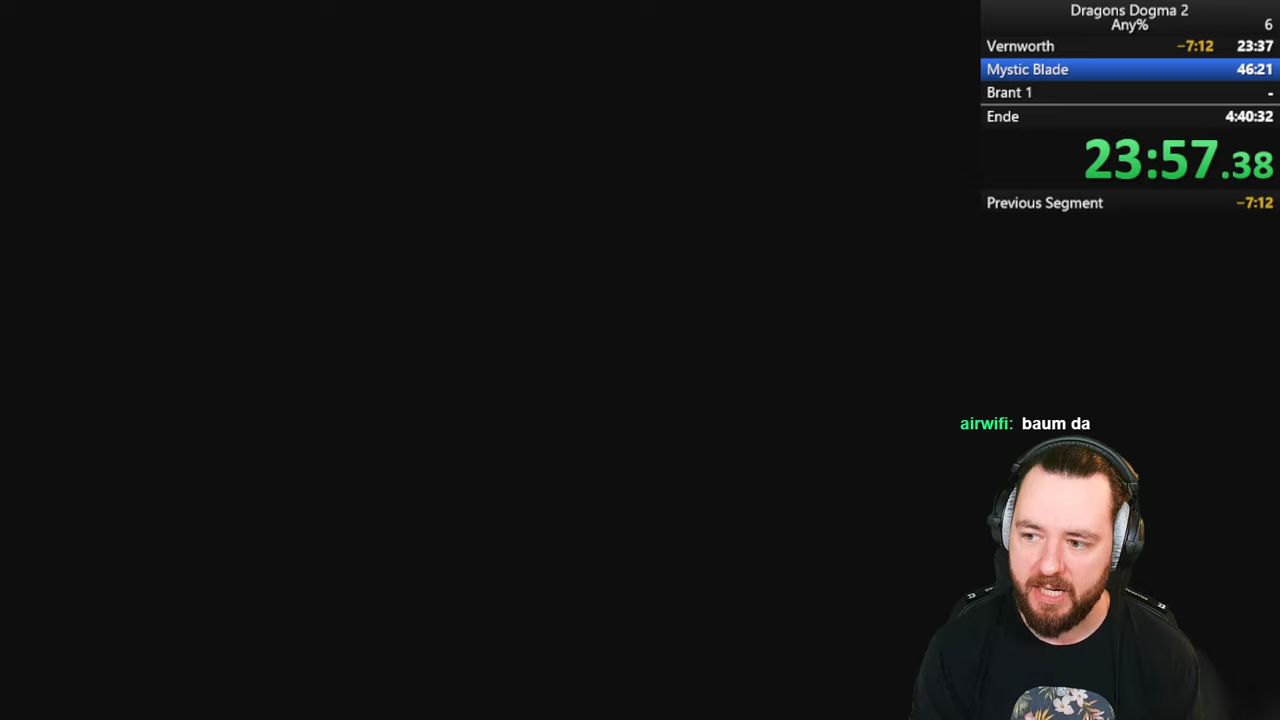 Dragons Dogma 2
Any% 6
Vernworth −7:12 23:37
Mystic Blade 46:21
Brant 1 -
Ende 4:40:32
23:57.38
Previous Segment −7:12
airwifi: baum da